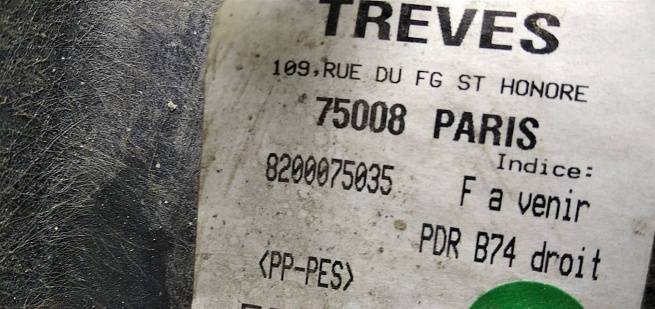 TREVES
109,RUE DU FG ST HONORE
75008 PARIS
Indice:
8200075035
F a venir
PDR B74 droit
<PP-PES>